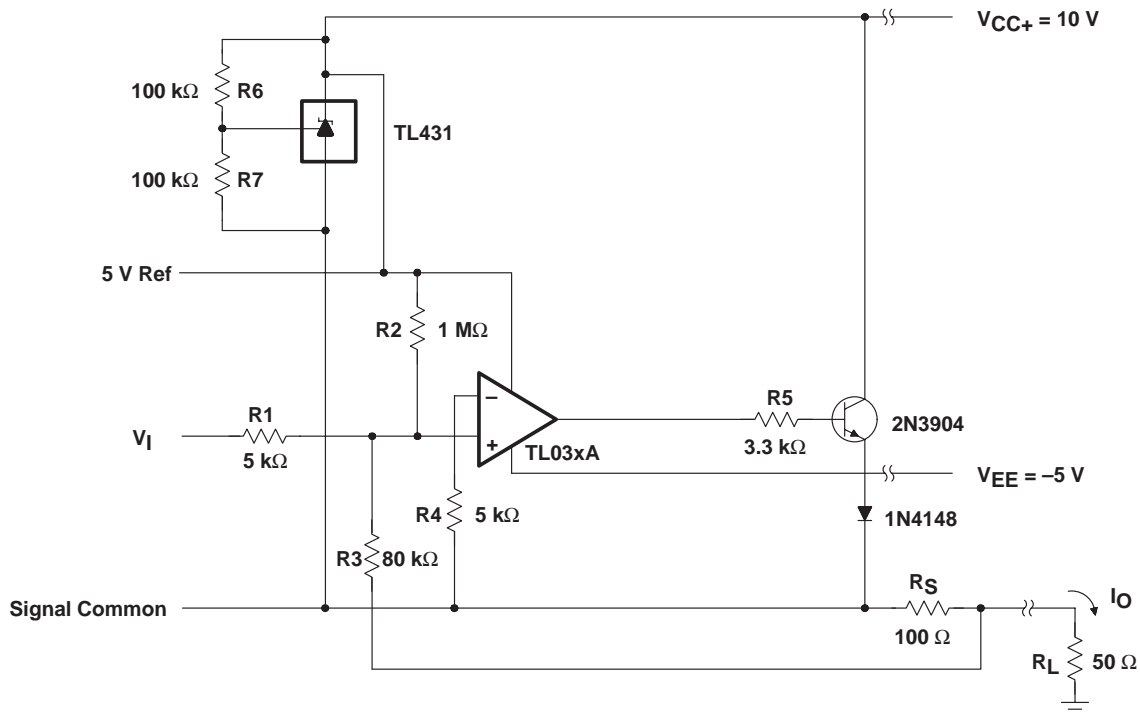 VCC+ = 10 V
100 kΩ R6
TL431
100 kΩ R7
5 V Ref
R2 1 MΩ
R1
VI
5 kΩ
–
+
TL03xA
R5
3.3 kΩ
2N3904
VEE = –5 V
R4 5 kΩ
1N4148
R3 80 kΩ
Signal Common
RS
100 Ω
IO
RL 50 Ω